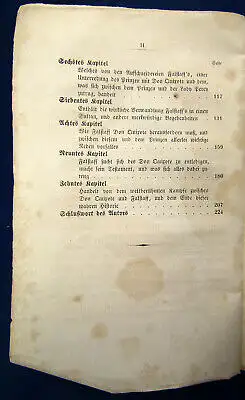 II
Sechstes Kapitel Seite
Welches von den Aufschneidereien Falstaff's, einer
Unterredung des Prinzen mit Don Quixote und dem,
was sich zwischen dem Prinzen und der Lady Percy
zutrug, handelt 117
Siebentes Kapitel
Enthält die wirkliche Verwandlung Falstaff's in einen
Sultan, und andere merkwürdige Begebenheiten 131
Achtes Kapitel
Wie Falstaff Don Quixote herausfordern muß, und
was zwischen diesem und dem Prinzen allerlei wichtige
Reden vorfallen 159
Neuntes Kapitel
Falstaff sucht sich des Don Quixote zu entledigen,
macht sein Testament, und was sich alles dabei zu-
trug 180
Zehntes Kapitel
Handelt von dem weltberühmten Kampfe zwischen
Don Quixote und Falstaff, und dem Ende dieser
wahren Historie 207
Schlußwort des Autors 224